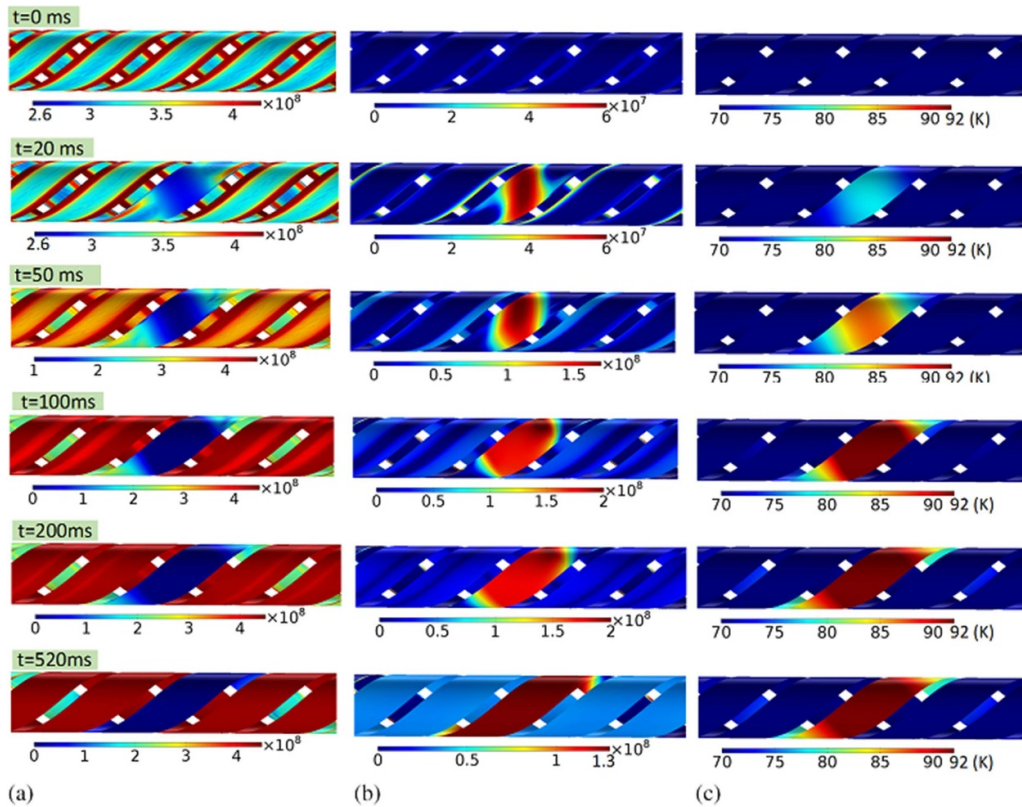 t=0 ms
2.6 3 3.5 4 ×10⁸
0 2 4 6 ×10⁷
70 75 80 85 90 92 (K)
t=20 ms
2.6 3 3.5 4 ×10⁸
0 2 4 6 ×10⁷
70 75 80 85 90 92 (K)
t=50 ms
1 2 3 4 ×10⁸
0 0.5 1 1.5 ×10⁸
70 75 80 85 90 92 (K)
t=100ms
0 1 2 3 4 ×10⁸
0 0.5 1 1.5 2 ×10⁸
70 75 80 85 90 92 (K)
t=200ms
0 1 2 3 4 ×10⁸
0 0.5 1 1.5 2 ×10⁸
70 75 80 85 90 92 (K)
t=520ms
0 1 2 3 4 ×10⁸
0 0.5 1 1.3 ×10⁸
70 75 80 85 90 92 (K)
(a) (b) (c)